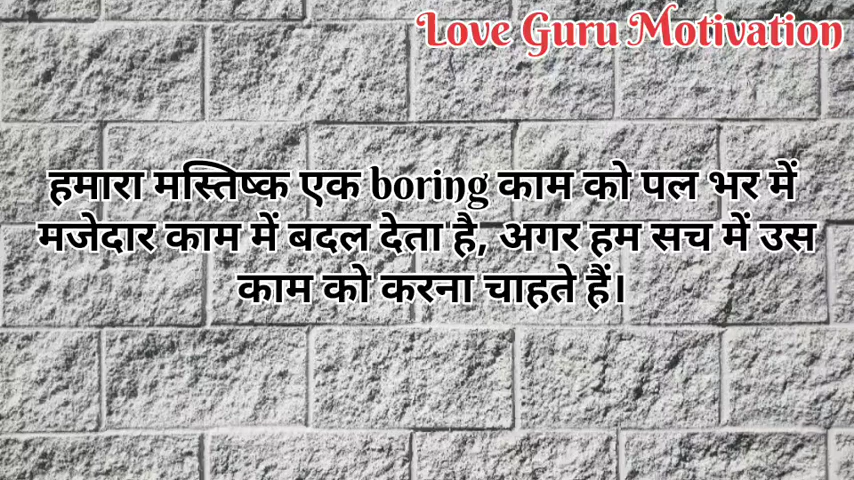 Love Guru Motivation
हमारा मस्तिष्क एक boring काम को पल भर में
मजेदार काम में बदल देता है, अगर हम सच में उस
काम को करना चाहते हैं।